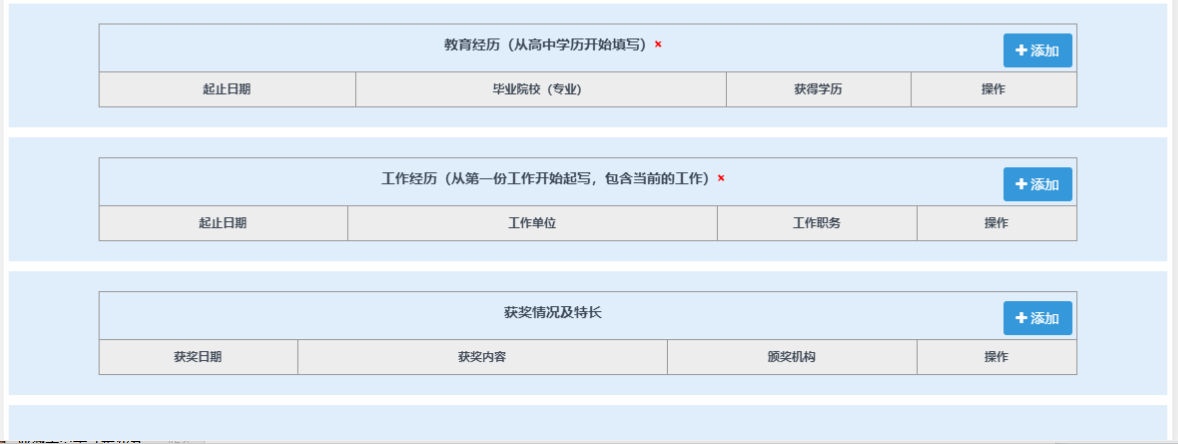 教育经历（从高中学历开始填写）×
添加
起止日期 毕业院校（专业） 获得学历 操作
工作经历（从第一份工作开始起写，包含当前的工作）×
添加
起止日期 工作单位 工作职务 操作
获奖情况及特长
添加
获奖日期 获奖内容 颁奖机构 操作